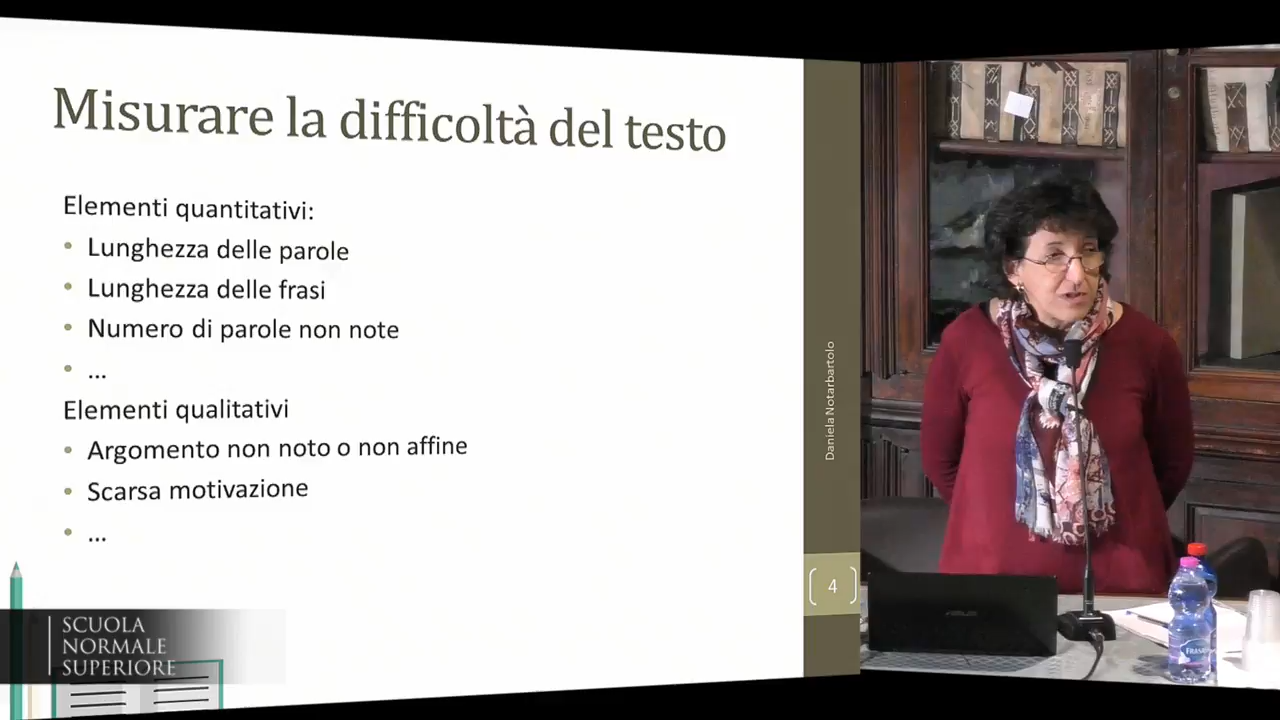 Misurare la difficoltà del testo
Elementi quantitativi:
• Lunghezza delle parole
• Lunghezza delle frasi
• Numero di parole non note
• ...
Elementi qualitativi
• Argomento non noto o non affine
• Scarsa motivazione
• ...
Daniela Notarbartolo
4
SCUOLA
NORMALE
SUPERIORE
ASUS